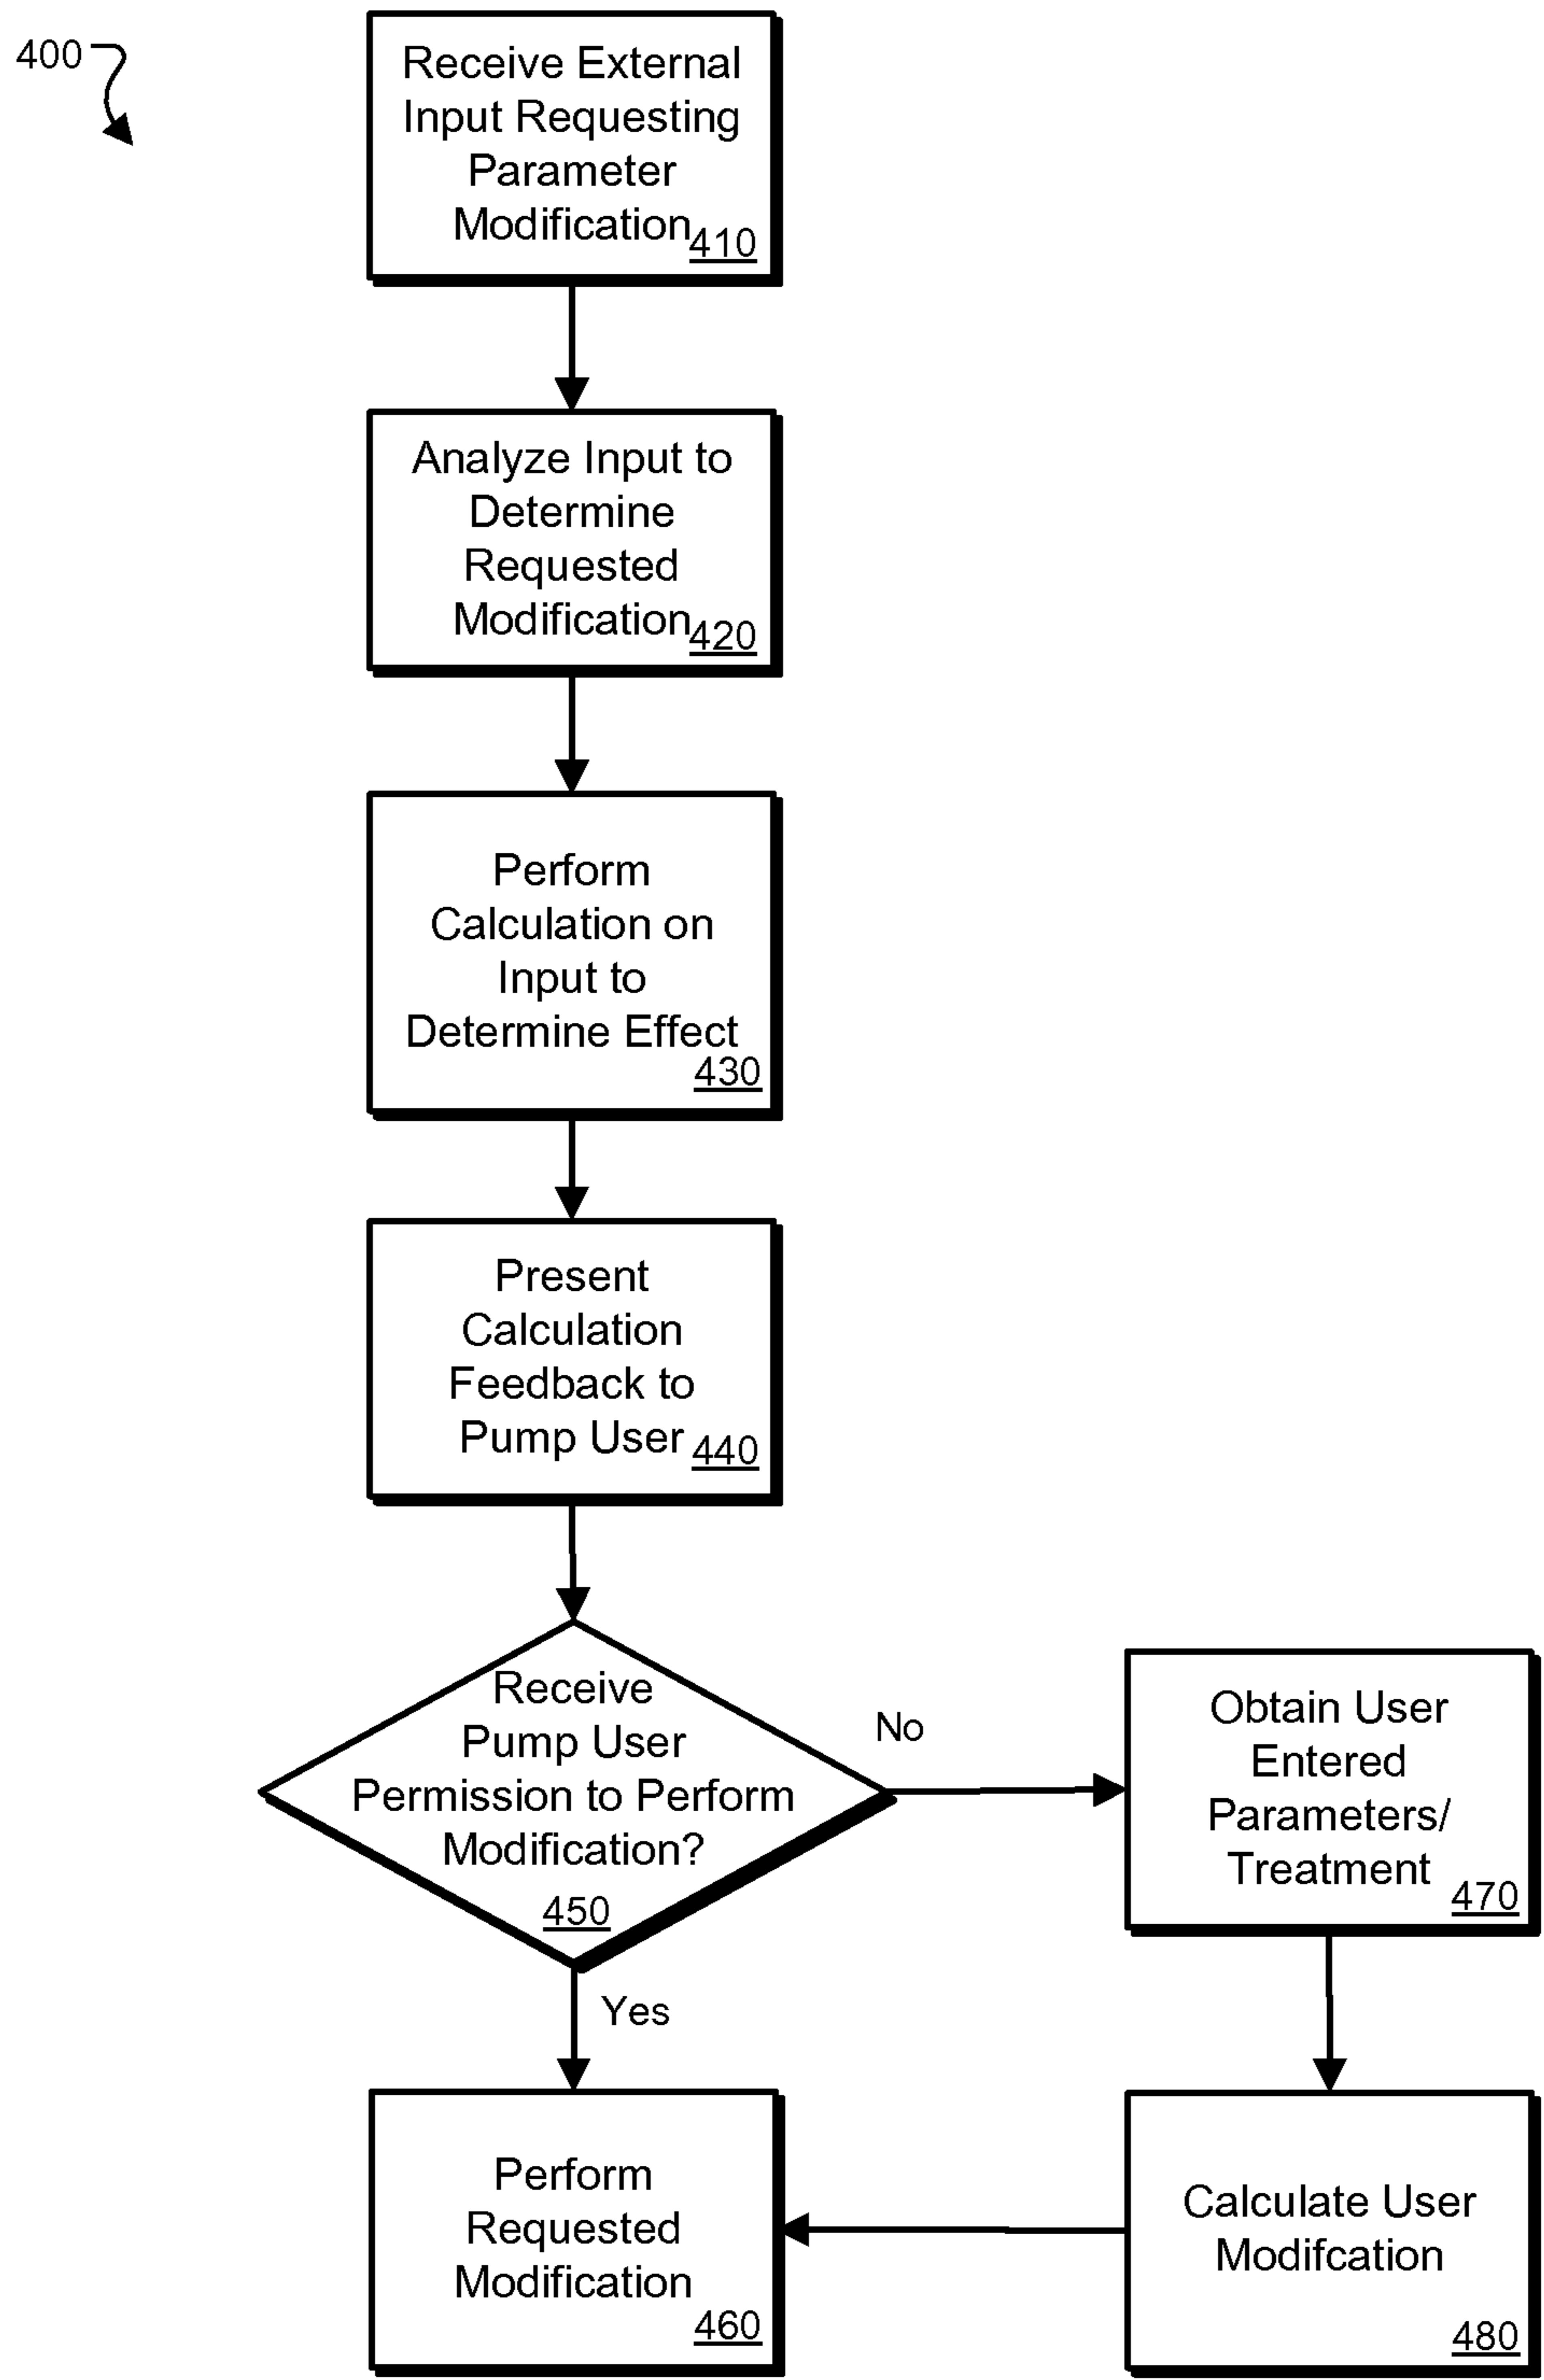 400
Receive External
Input Requesting
Parameter
Modification
410
Analyze Input to
Determine
Requested
Modification
420
Perform
Calculation on
Input to
Determine Effect
430
Present
Calculation
Feedback to
Pump User
440
Receive
Pump User
Permission to Perform
Modification?
450
No
Obtain User
Entered
Parameters/
Treatment
470
Yes
Perform
Requested
Modification
460
Calculate User
Modifcation
480